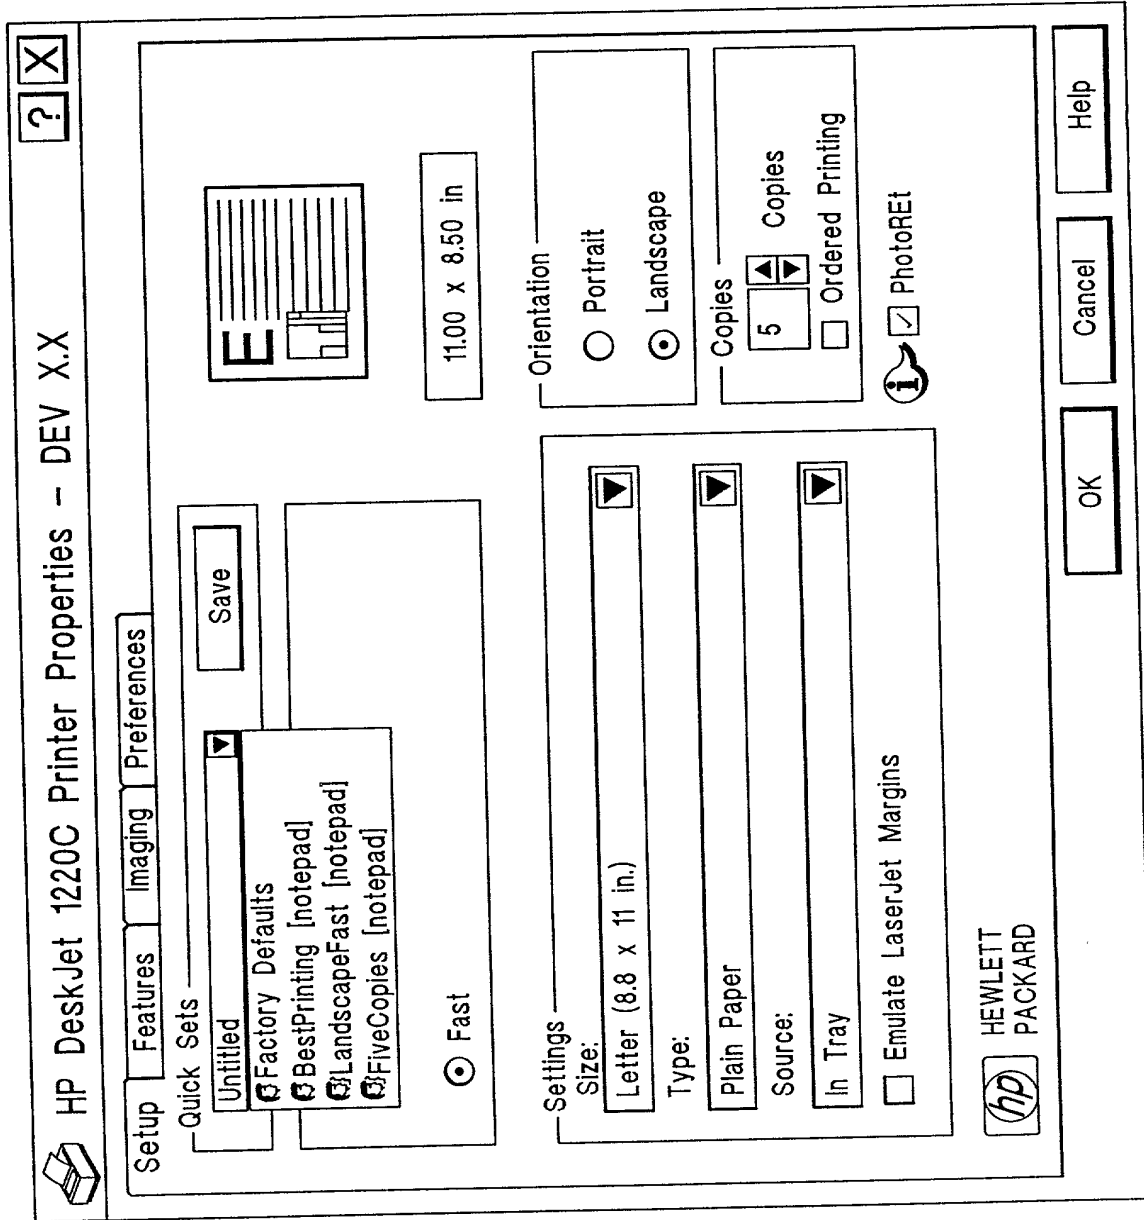 HP DeskJet 1220C Printer Properties – DEV X.X
? X
Setup Features Imaging Preferences
Quick Sets
Untitled
Save
Factory Defaults
BestPrinting [notepad]
LandscapeFast [notepad]
FiveCopies [notepad]
Fast
E
11.00 x 8.50 in
Settings
Size:
Letter (8.8 x 11 in.)
Type:
Plain Paper
Source:
In Tray
Emulate LaserJet Margins
Orientation
Portrait
Landscape
Copies
5 Copies
Ordered Printing
i PhotoREt
hp HEWLETT
PACKARD
OK Cancel Help